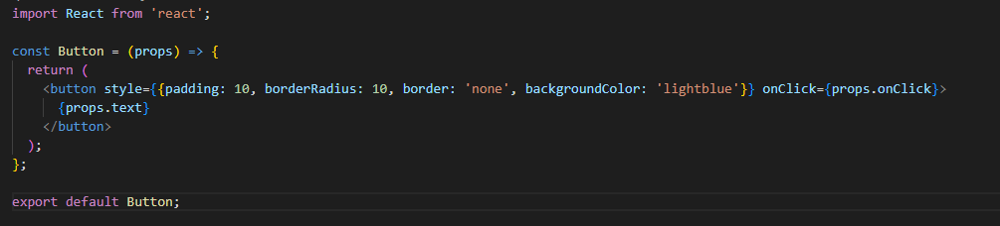 import React from 'react';
const Button = (props) => {
return (
<button style={{padding: 10, borderRadius: 10, border: 'none', backgroundColor: 'lightblue'}} onClick={props.onClick}>
{props.text}
</button>
);
};
export default Button;